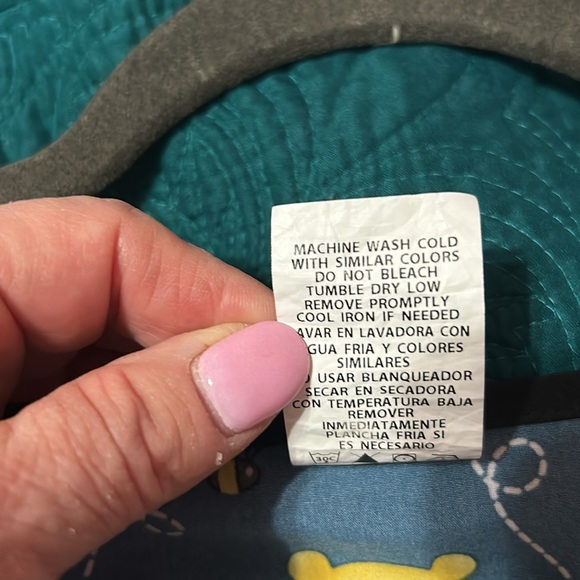 MACHINE WASH COLD
WITH SIMILAR COLORS
DO NOT BLEACH
TUMBLE DRY LOW
REMOVE PROMPTLY
COOL IRON IF NEEDED
AVAR EN LAVADORA CON
GUA FRIA Y COLORES
SIMILARES
USAR BLANQUEADOR
SECAR EN SECADORA
CON TEMPERATURA BAJA
REMOVER
INMEDIATAMENTE
PLANCHA FRIA SI
ES NECESARIO
30C